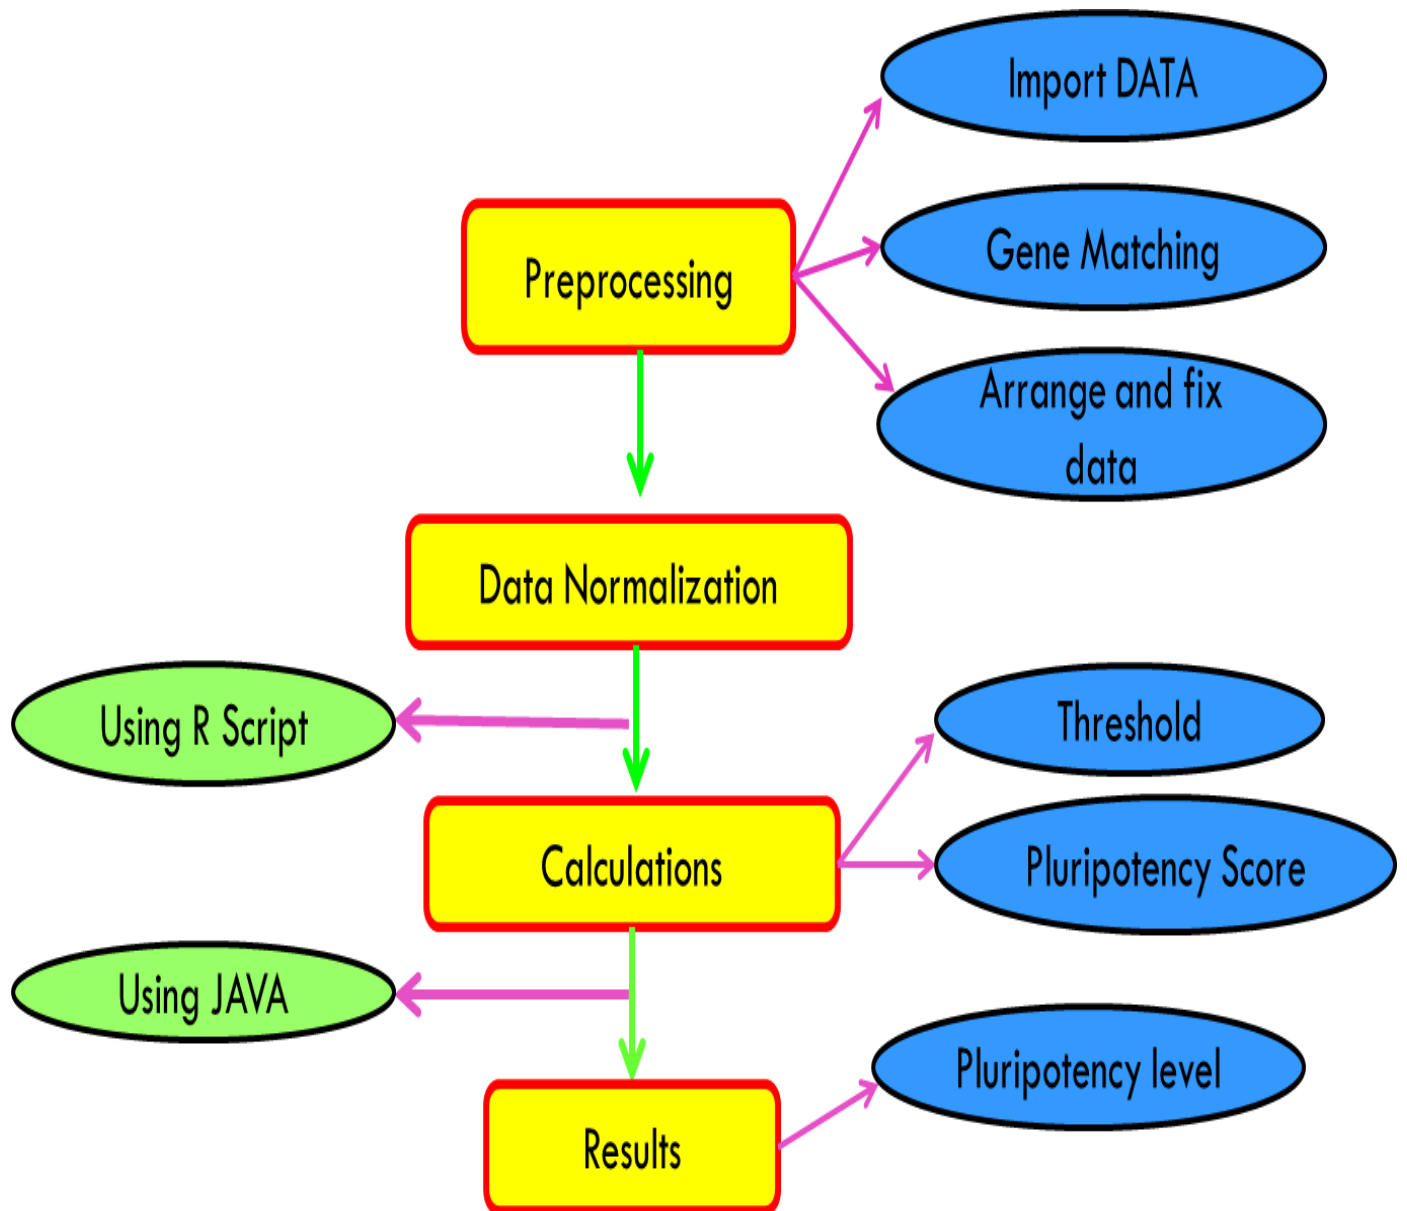 Import DATA
Gene Matching
Preprocessing
Arrange and fix
data
Data Normalization
Using R Script
Threshold
Calculations
Pluripotency Score
Using JAVA
Pluripotency level
Results